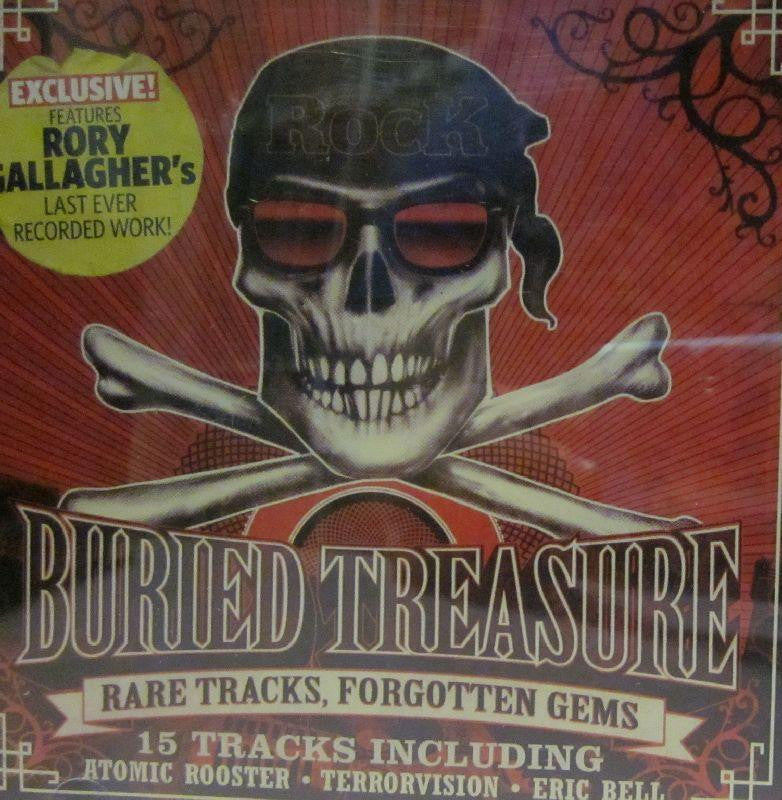 EXCLUSIVE!
FEATURES
RORY
GALLAGHER's
LAST EVER
RECORDED WORK!
ROCK
BURIED TREASURE
RARE TRACKS, FORGOTTEN GEMS
15 TRACKS INCLUDING
ATOMIC ROOSTER · TERRORVISION · ERIC BELL